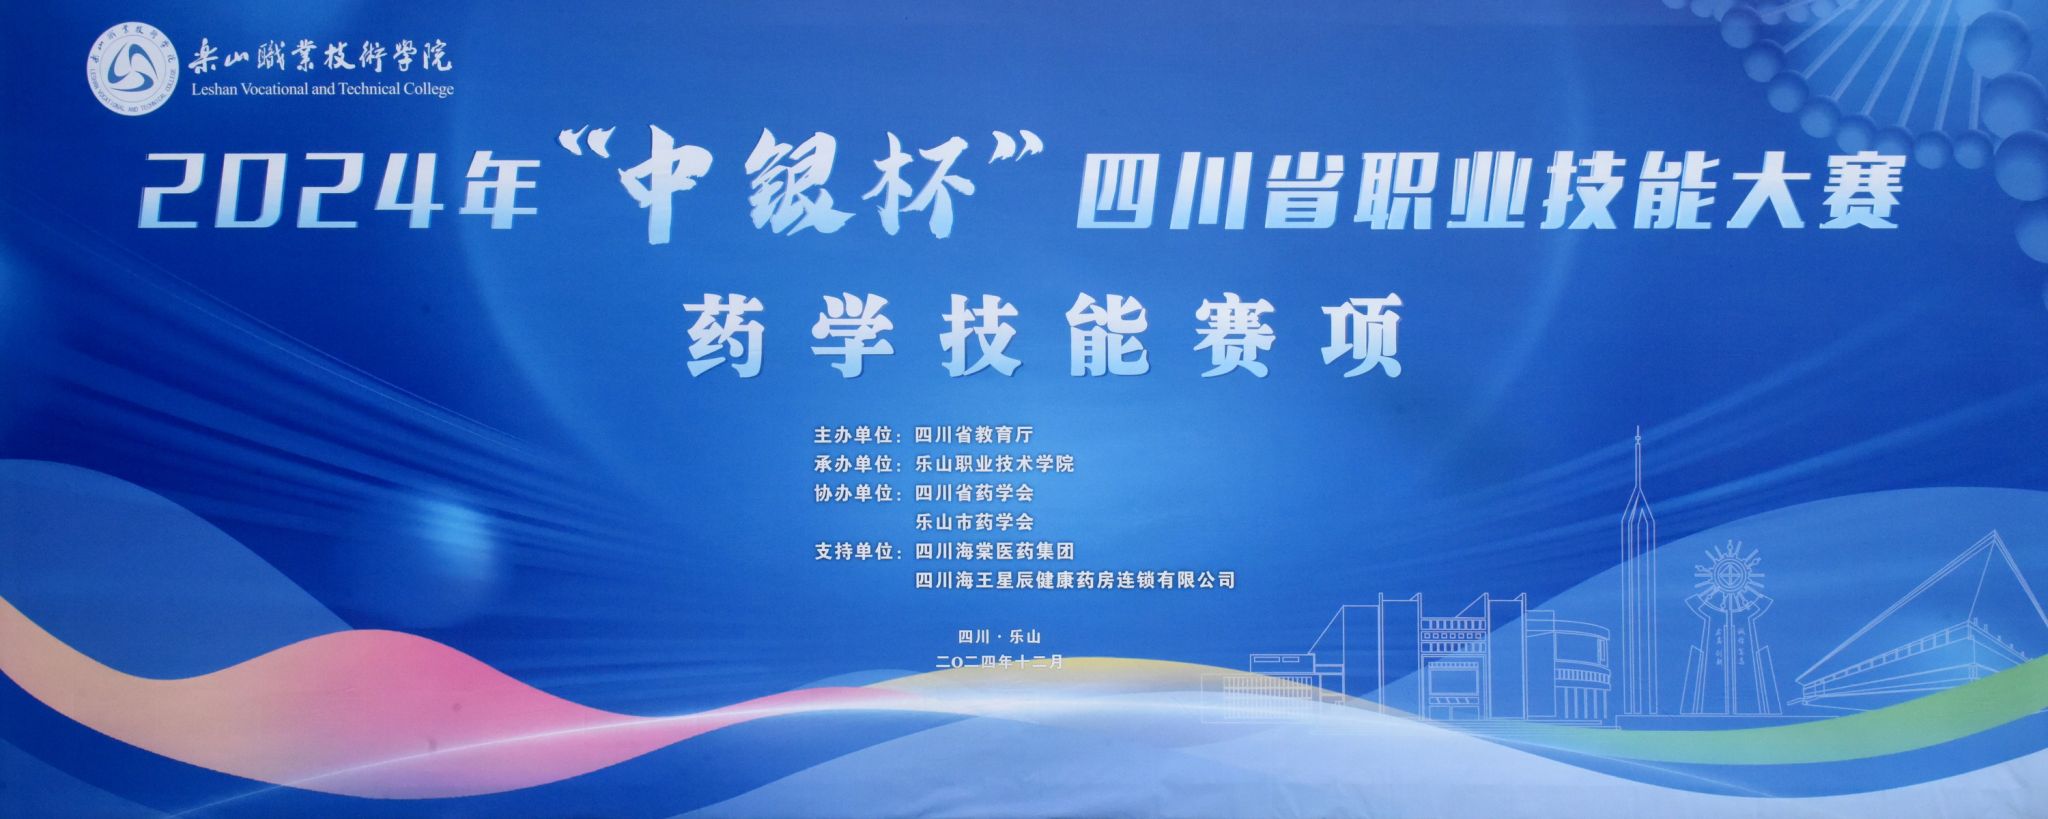 樂山職業技術學院
Leshan Vocational and Technical College
2024年“中银杯”四川省职业技能大赛
药学技能赛项
主办单位：四川省教育厅
承办单位：乐山职业技术学院
协办单位：四川省药学会
乐山市药学会
支持单位：四川海棠医药集团
四川海王星辰健康药房连锁有限公司
四川·乐山
二〇二四年十二月